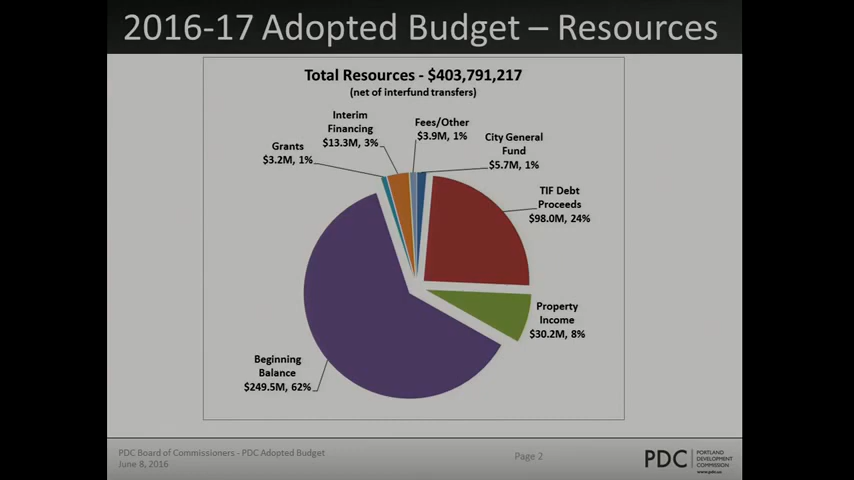 2016-17 Adopted Budget – Resources
Total Resources - $403,791,217
(net of interfund transfers)
Interim
Financing
$13.3M, 3%
Fees/Other
$3.9M, 1%
City General
Fund
$5.7M, 1%
Grants
$3.2M, 1%
TIF Debt
Proceeds
$98.0M, 24%
Property
Income
$30.2M, 8%
Beginning
Balance
$249.5M, 62%
PDC Board of Commissioners - PDC Adopted Budget
June 8, 2016
Page 2
PDC
PORTLAND
DEVELOPMENT
COMMISSION
www.pdc.us